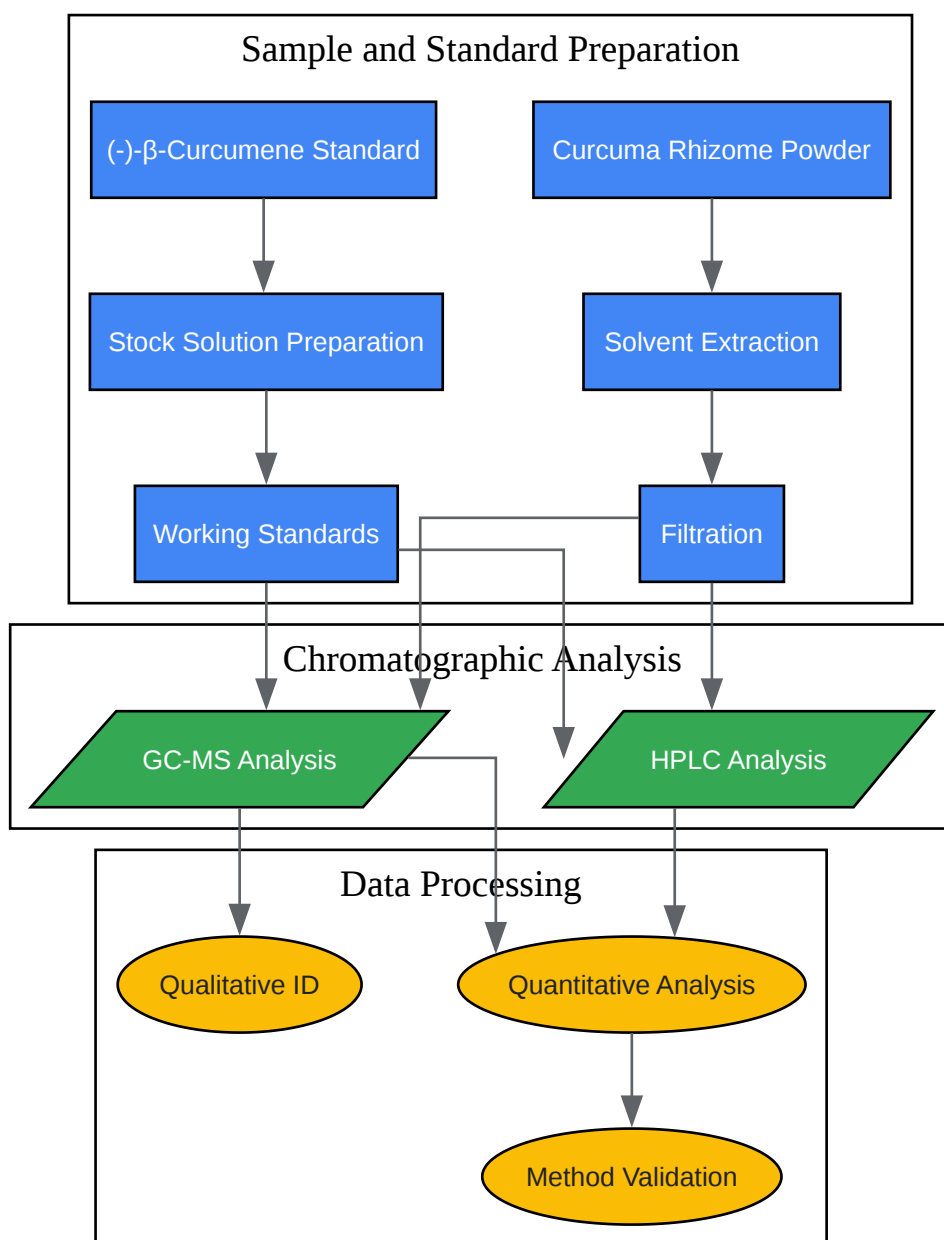 Sample and Standard Preparation
(-)-β-Curcumene Standard
Curcuma Rhizome Powder
Stock Solution Preparation
Solvent Extraction
Working Standards
Filtration
Chromatographic Analysis
GC-MS Analysis
HPLC Analysis
Data Processing
Qualitative ID
Quantitative Analysis
Method Validation